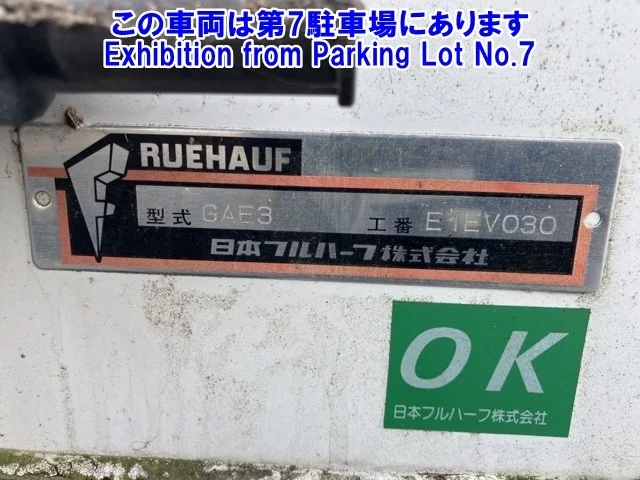 この車両は第7駐車場にあります
Exhibition from Parking Lot No.7
RUEHAUF
型式 GAE3 工番 E1EV030
日本フルハーフ株式会社
OK
日本フルハーフ株式会社